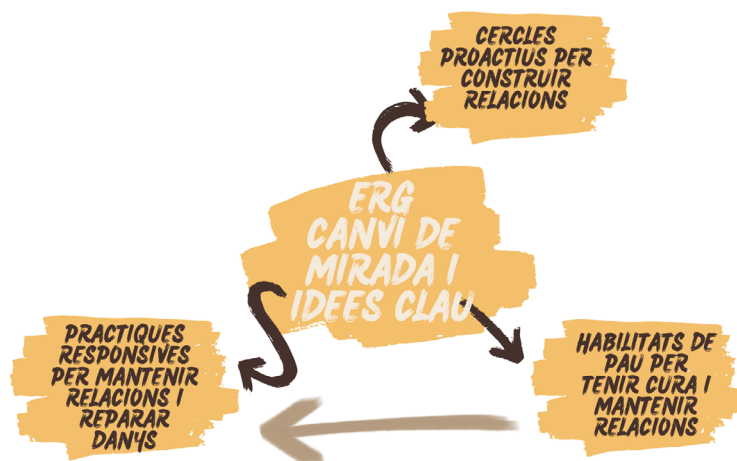 CERCLES
PROACTIUS PER
CONSTRUIR
RELACIONS
ERG
CANVI DE
MIRADA I
IDEES CLAU
PRACTIQUES
RESPONSIVES
PER MANTENIR
RELACIONS I
REPARAR
DANYS
HABILITATS DE
PAU PER
TENIR CURA I
MANTENIR
RELACIONS